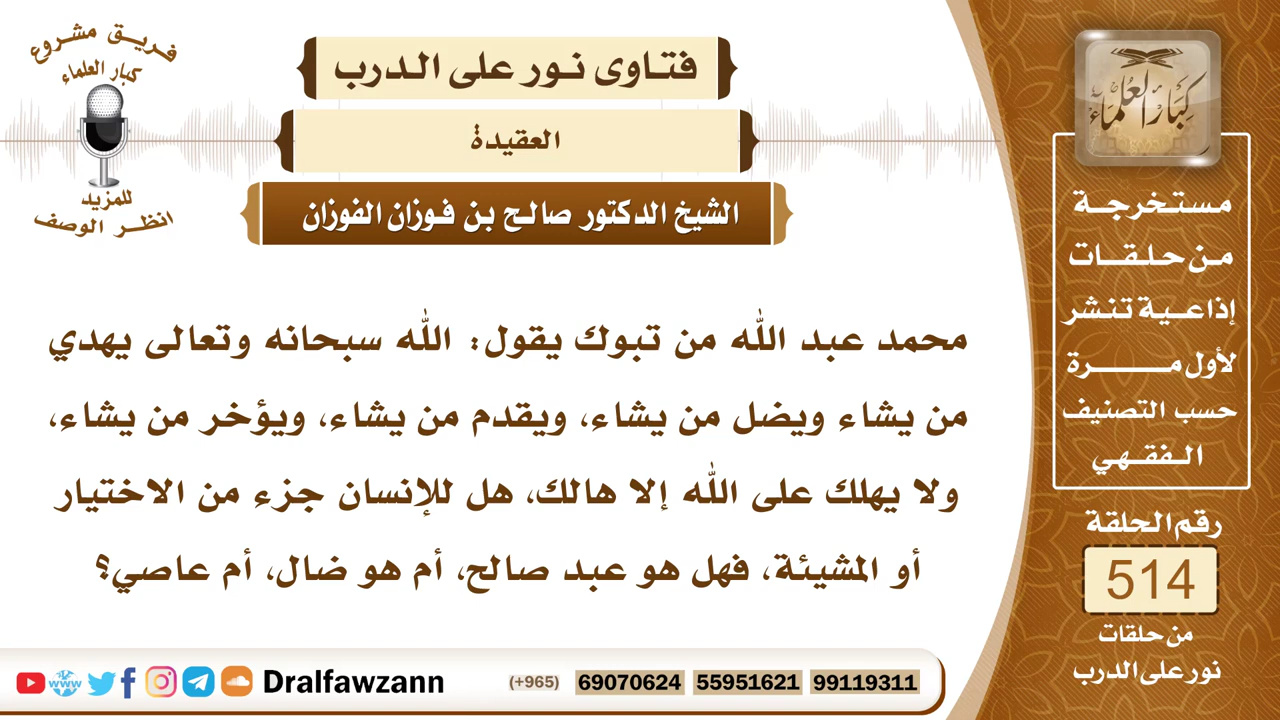 فريق مشروع
كبار العلماء
للمزيد
انظر الوصف
فتاوى نور على الدرب
العقيدة
الشيخ الدكتور صالح بن فوزان الفوزان
محمد عبد الله من تبوك يقول: الله سبحانه وتعالى يهدي
من يشاء ويضل من يشاء، ويقدم من يشاء، ويؤخر من يشاء،
ولا يهلك على الله إلا هالك، هل للإنسان جزء من الاختيار
أو المشيئة، فهل هو عبد صالح، أم هو ضال، أم عاصي؟
كبار العلماء
مستخرجة
من حلقات
إذاعية تنشر
لأول مرة
حسب التصنيف
الفقهي
رقم الحلقة
514
من حلقات
نور على الدرب
www
Dralfawzann
(+965) 69070624 55951621 99119311